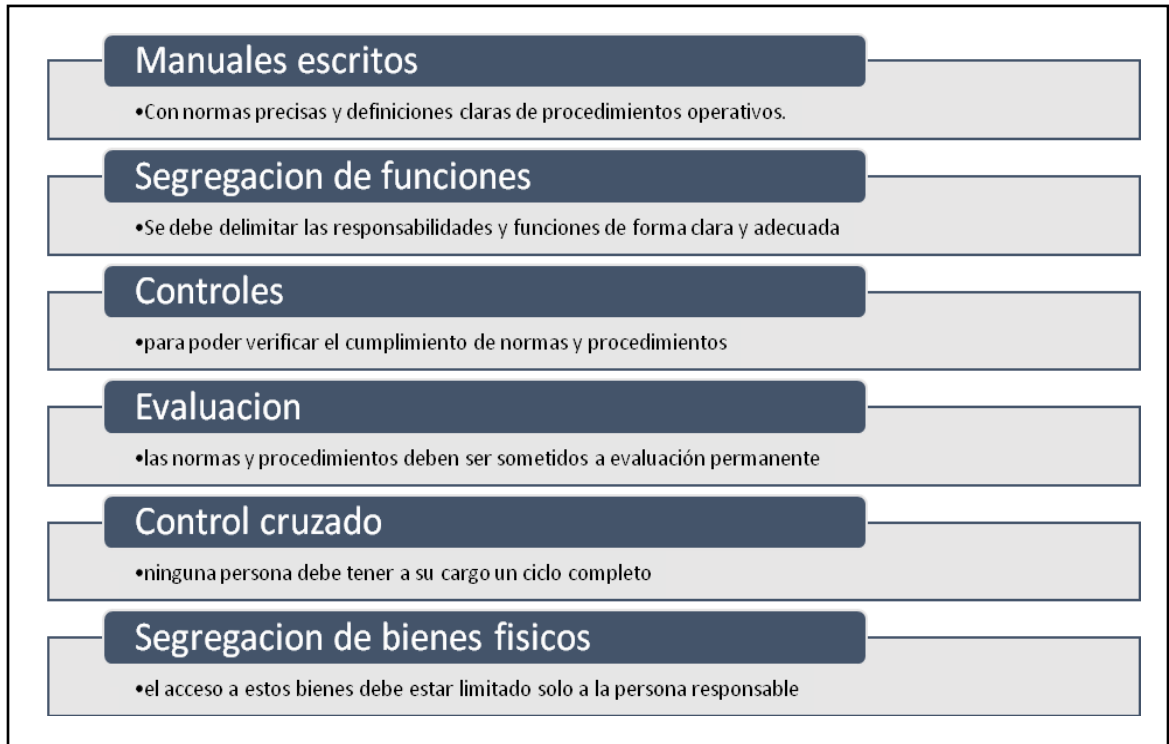 Manuales escritos
•Con normas precisas y definiciones claras de procedimientos operativos.
Segregacion de funciones
•Se debe delimitar las responsabilidades y funciones de forma clara y adecuada
Controles
•para poder verificar el cumplimiento de normas y procedimientos
Evaluacion
•las normas y procedimientos deben ser sometidos a evaluación permanente
Control cruzado
•ninguna persona debe tener a su cargo un ciclo completo
Segregacion de bienes fisicos
•el acceso a estos bienes debe estar limitado solo a la persona responsable